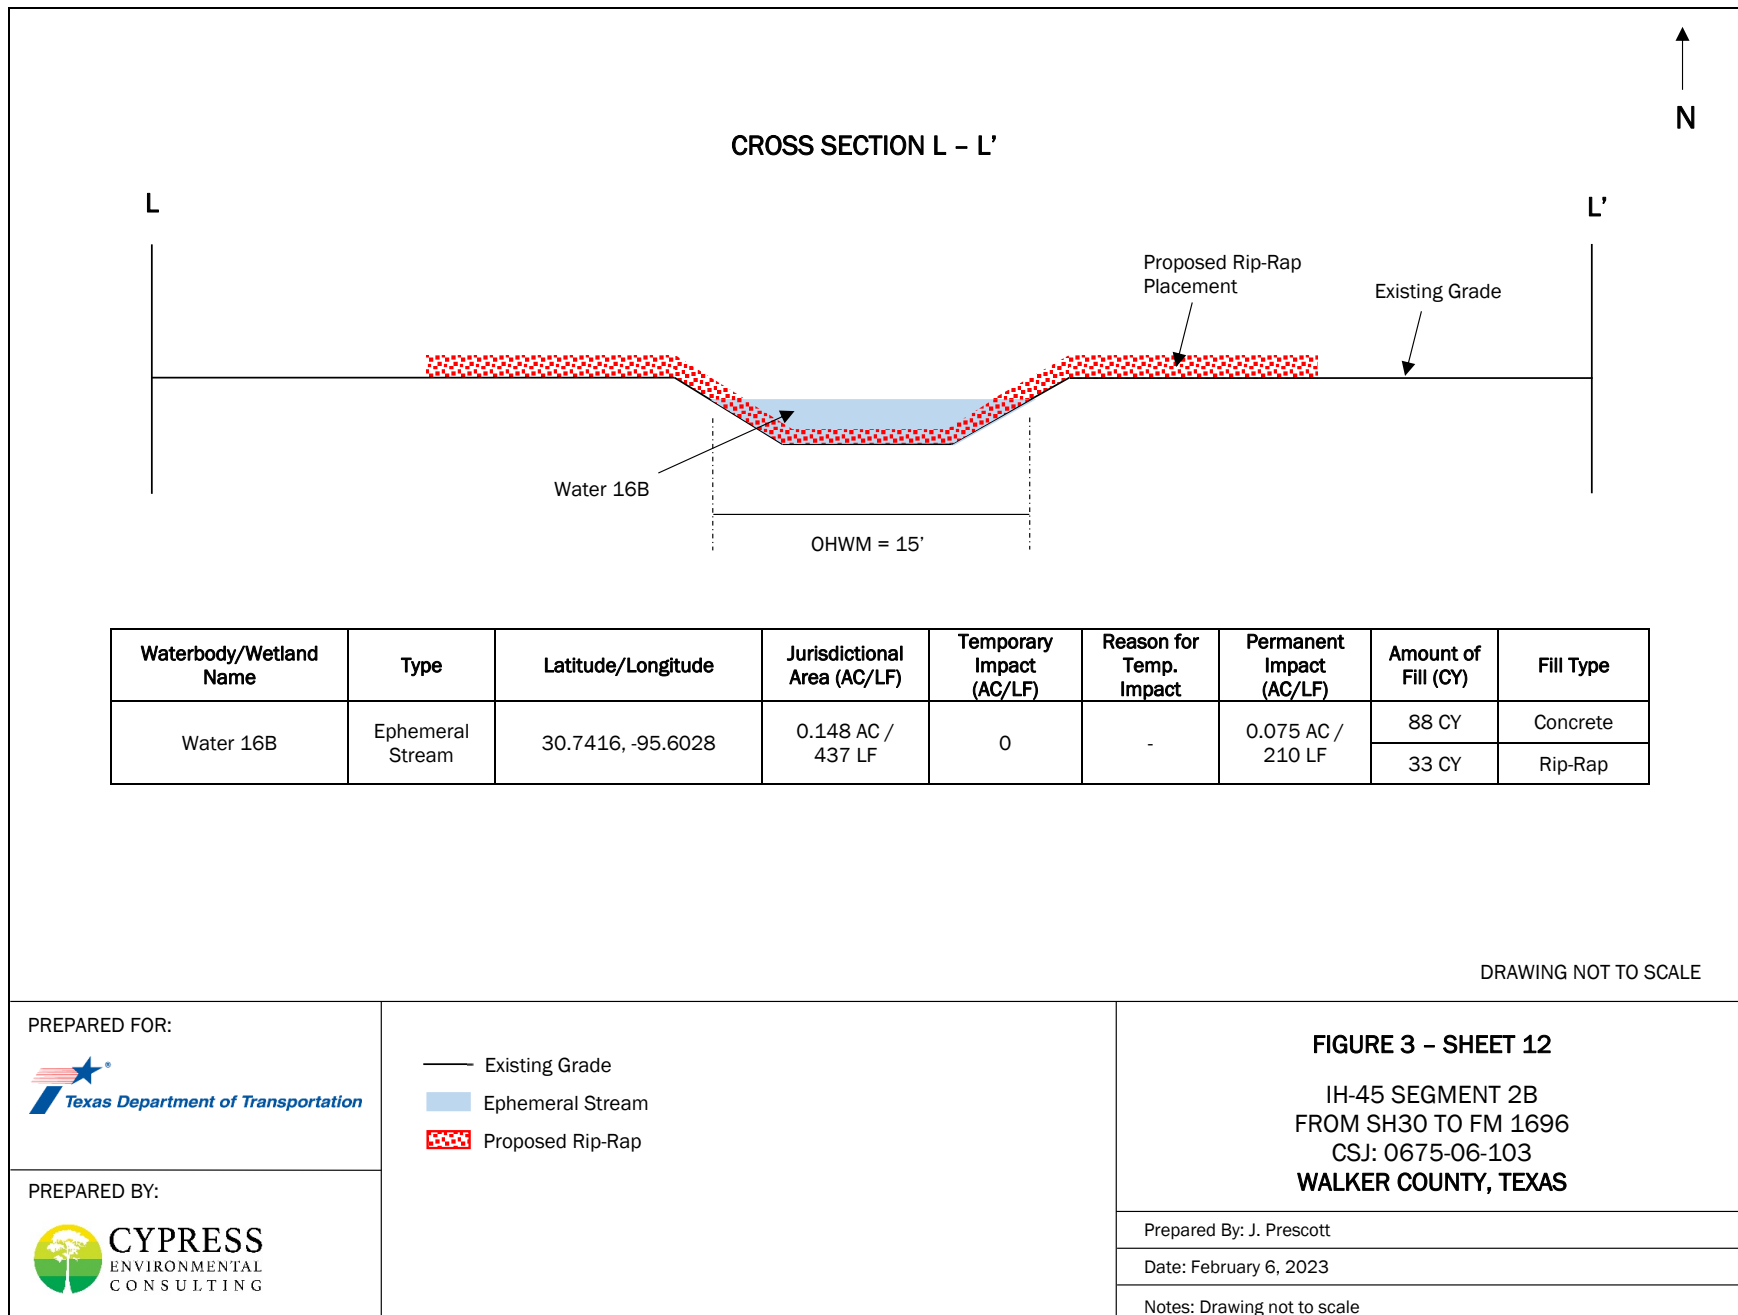 N
CROSS SECTION L – L’
L
L’
Proposed Rip-Rap
Placement
Existing Grade
Water 16B
OHWM = 15’
Waterbody/Wetland Name | Type | Latitude/Longitude | Jurisdictional Area (AC/LF) | Temporary Impact (AC/LF) | Reason for Temp. Impact | Permanent Impact (AC/LF) | Amount of Fill (CY) | Fill Type
Water 16B | Ephemeral Stream | 30.7416, -95.6028 | 0.148 AC / 437 LF | 0 | - | 0.075 AC / 210 LF | 88 CY | Concrete
33 CY | Rip-Rap
DRAWING NOT TO SCALE
PREPARED FOR:
Texas Department of Transportation
PREPARED BY:
CYPRESS
ENVIRONMENTAL
CONSULTING
Existing Grade
Ephemeral Stream
Proposed Rip-Rap
FIGURE 3 – SHEET 12
IH-45 SEGMENT 2B
FROM SH30 TO FM 1696
CSJ: 0675-06-103
WALKER COUNTY, TEXAS
Prepared By: J. Prescott
Date: February 6, 2023
Notes: Drawing not to scale